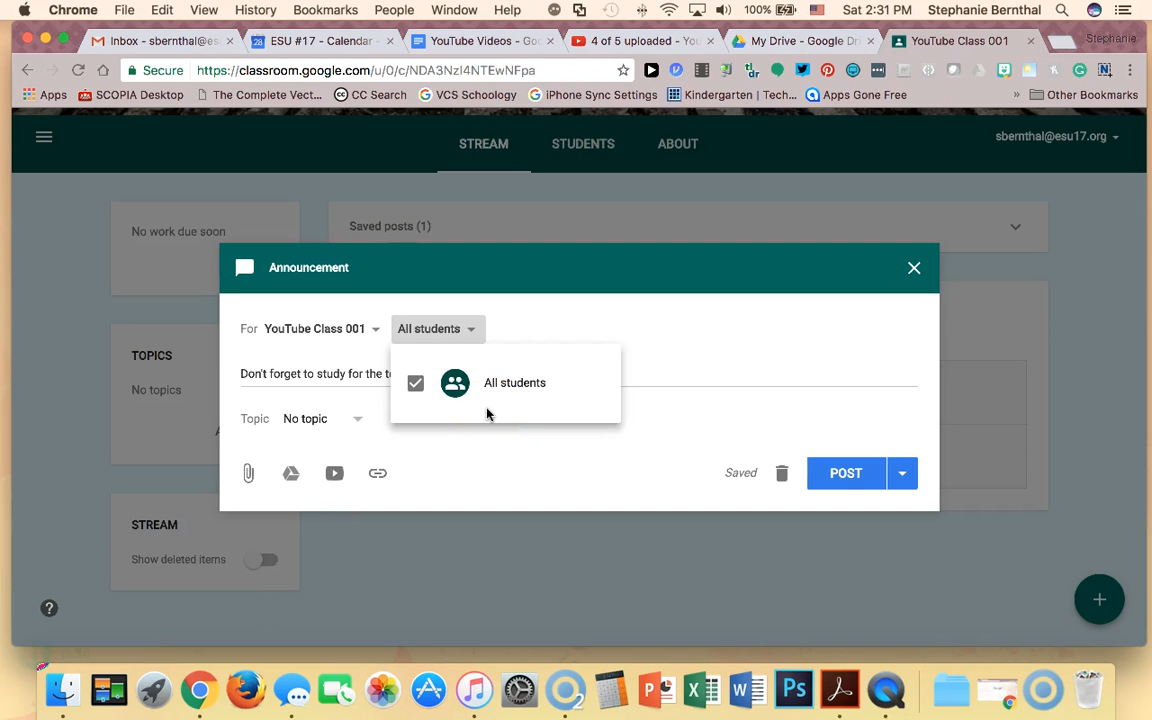 Chrome File Edit View History Bookmarks People Window Help 100% Sat 2:31 PM Stephanie Bernthal
Inbox - sbernthal@es ESU #17 - Calendar - YouTube Videos - Goo 4 of 5 uploaded - You My Drive - Google Dri YouTube Class 001 Stephanie
Secure https://classroom.google.com/u/0/c/NDA3NzI4NTEwNFpa
Apps SCOPIA Desktop The Complete Vect... CC Search VCS Schoology iPhone Sync Settings Kindergarten | Tech... Apps Gone Free » Other Bookmarks
STREAM STUDENTS ABOUT sbernthal@esu17.org
No work due soon
Saved posts (1)
Announcement
For YouTube Class 001 All students
TOPICS
Don't forget to study for the te
All students
No topics
Topic No topic
Saved POST
STREAM
Show deleted items